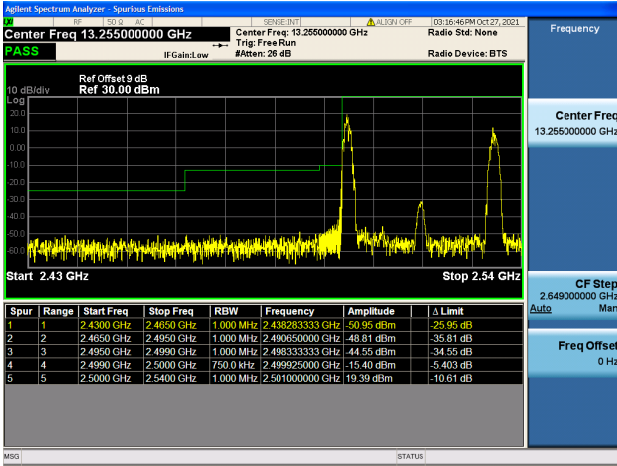 Agilent Spectrum Analyzer - Spurious Emissions
RF 50 Ω AC SENSE:INT ALIGN OFF 03:16:46 PM Oct 27, 2021
Center Freq 13.255000000 GHz
Center Freq: 13.255000000 GHz
Radio Std: None
Trig: Free Run
PASS
IFGain:Low
#Atten: 26 dB
Radio Device: BTS
Frequency
Ref Offset 9 dB
10 dB/div Ref 30.00 dBm
Log
20.0
10.0
0.00
-10.0
-20.0
-30.0
-40.0
-50.0
-60.0
Start 2.43 GHz Stop 2.54 GHz
Center Freq
13.255000000 GHz
CF Step
2.649000000 GHz
Auto Man
Freq Offset
0 Hz
Spur Range Start Freq Stop Freq RBW Frequency Amplitude Δ Limit
1 1 2.4300 GHz 2.4650 GHz 1.000 MHz 2.438283333 GHz -50.95 dBm -25.95 dB
2 2 2.4650 GHz 2.4950 GHz 1.000 MHz 2.490650000 GHz -48.81 dBm -35.81 dB
3 3 2.4950 GHz 2.4990 GHz 1.000 MHz 2.498333333 GHz -44.55 dBm -34.55 dB
4 4 2.4990 GHz 2.5000 GHz 750.0 kHz 2.499925000 GHz -15.40 dBm -5.403 dB
5 5 2.5000 GHz 2.5400 GHz 1.000 MHz 2.501000000 GHz 19.39 dBm -10.61 dB
MSG STATUS